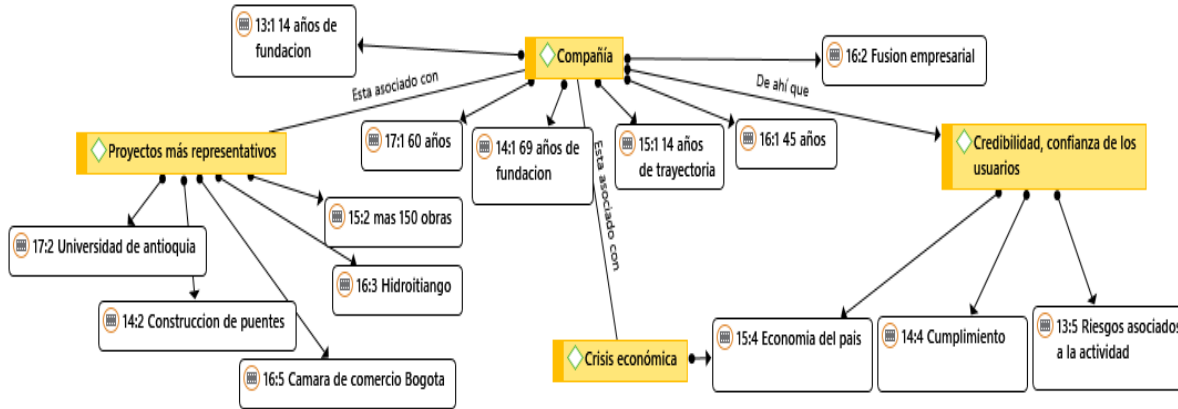 13:1 14 años de
fundacion
Compañía
16:2 Fusion empresarial
Esta asociado con
De ahí que
17:1 60 años
14:1 69 años de
fundacion
15:1 14 años
de trayectoria
16:1 45 años
Proyectos más representativos
Credibilidad, confianza de los
usuarios
Esta asociado con
15:2 mas 150 obras
17:2 Universidad de antioquia
16:3 Hidroitiango
14:2 Construccion de puentes
15:4 Economia del pais
14:4 Cumplimiento
13:5 Riesgos asociados
a la actividad
Crisis económica
16:5 Camara de comercio Bogota